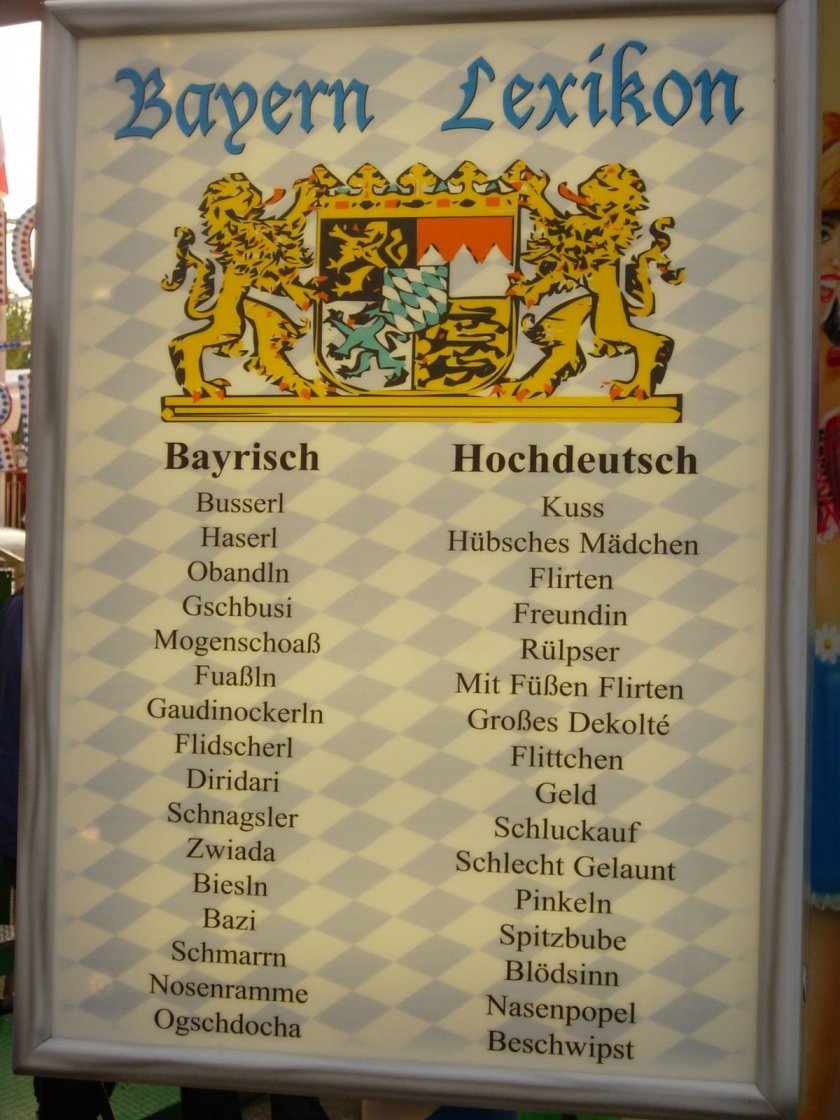 Bayern Lexikon
Bayrisch Hochdeutsch
Busserl Kuss
Haserl Hübsches Mädchen
Obandln Flirten
Gschbusi Freundin
Mogenschoaß Rülpser
Fuaßln Mit Füßen Flirten
Gaudinockerln Großes Dekolté
Flidscherl Flittchen
Diridari Geld
Schnagsler Schluckauf
Zwiada Schlecht Gelaunt
Biesln Pinkeln
Bazi Spitzbube
Schmarrn Blödsinn
Nosenramme Nasenpopel
Ogschdocha Beschwipst